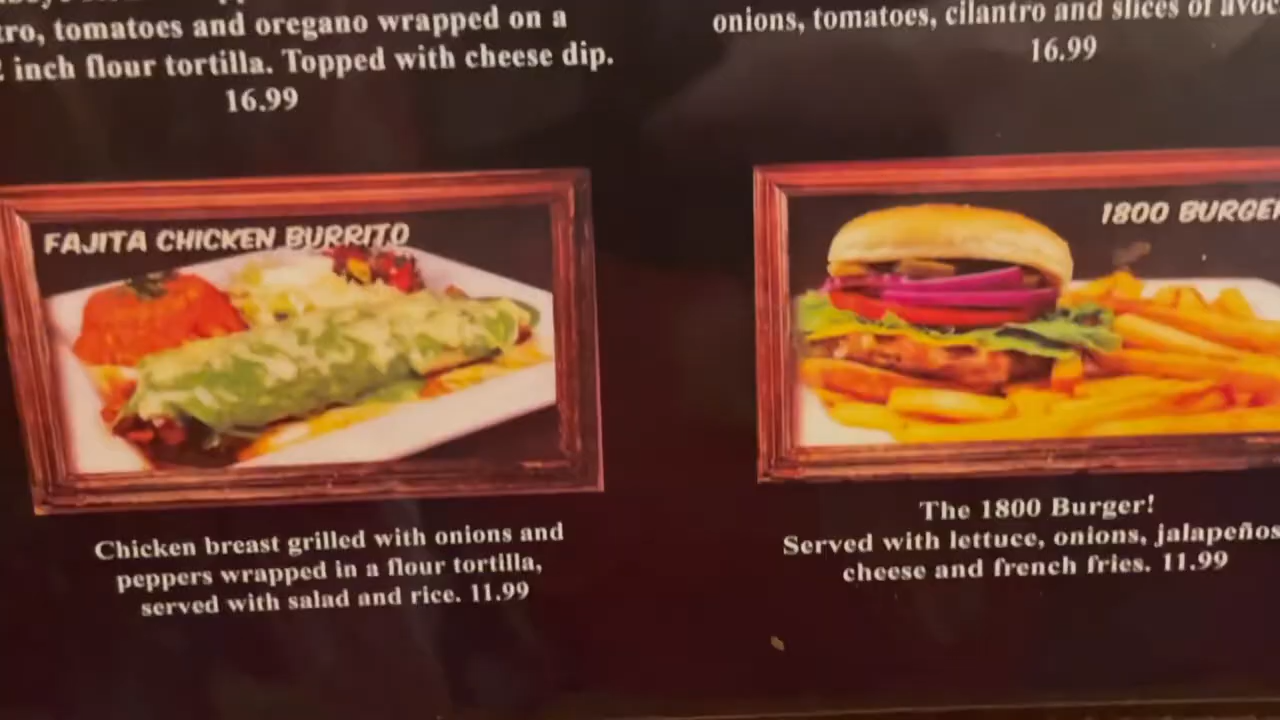 tomatoes and oregano wrapped on a
inch flour tortilla. Topped with cheese dip.
16.99
onions, tomatoes, cilantro and slices of
16.99
FAJITA CHICKEN BURRITO
Chicken breast grilled with onions and
peppers wrapped in a flour tortilla,
served with salad and rice. 11.99
1800 BURGER
The 1800 Burger!
Served with lettuce, onions, jalapeños
cheese and french fries. 11.99